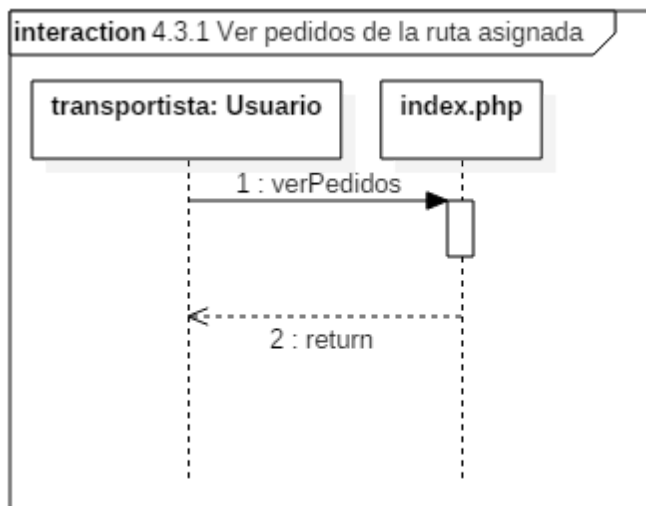 interaction 4.3.1 Ver pedidos de la ruta asignada
transportista: Usuario
index.php
1 : verPedidos
2 : return